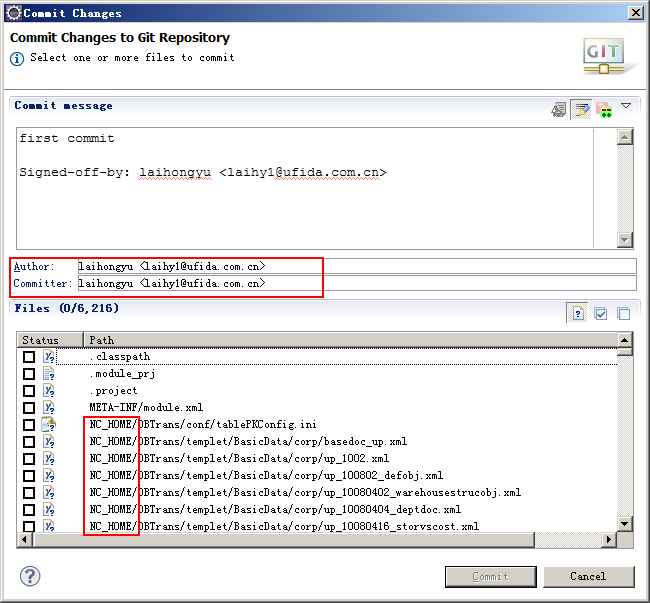 Commit Changes
Commit Changes to Git Repository
Select one or more files to commit
GIT
Commit message
first commit
Signed-off-by: laihongyu <laihy1@ufida.com.cn>
Author: laihongyu <laihy1@ufida.com.cn>
Committer: laihongyu <laihy1@ufida.com.cn>
Files (0/6,216)
Status Path
.classpath
.module_prj
.project
META-INF/module.xml
NC_HOME/DBTrans/conf/tablePKConfig.ini
NC_HOME/DBTrans/templet/BasicData/corp/basedoc_up.xml
NC_HOME/DBTrans/templet/BasicData/corp/up_1002.xml
NC_HOME/DBTrans/templet/BasicData/corp/up_100802_defobj.xml
NC_HOME/DBTrans/templet/BasicData/corp/up_10080402_warehousestrucobj.xml
NC_HOME/DBTrans/templet/BasicData/corp/up_10080404_deptdoc.xml
NC_HOME/DBTrans/templet/BasicData/corp/up_10080416_storvscost.xml
Commit Cancel